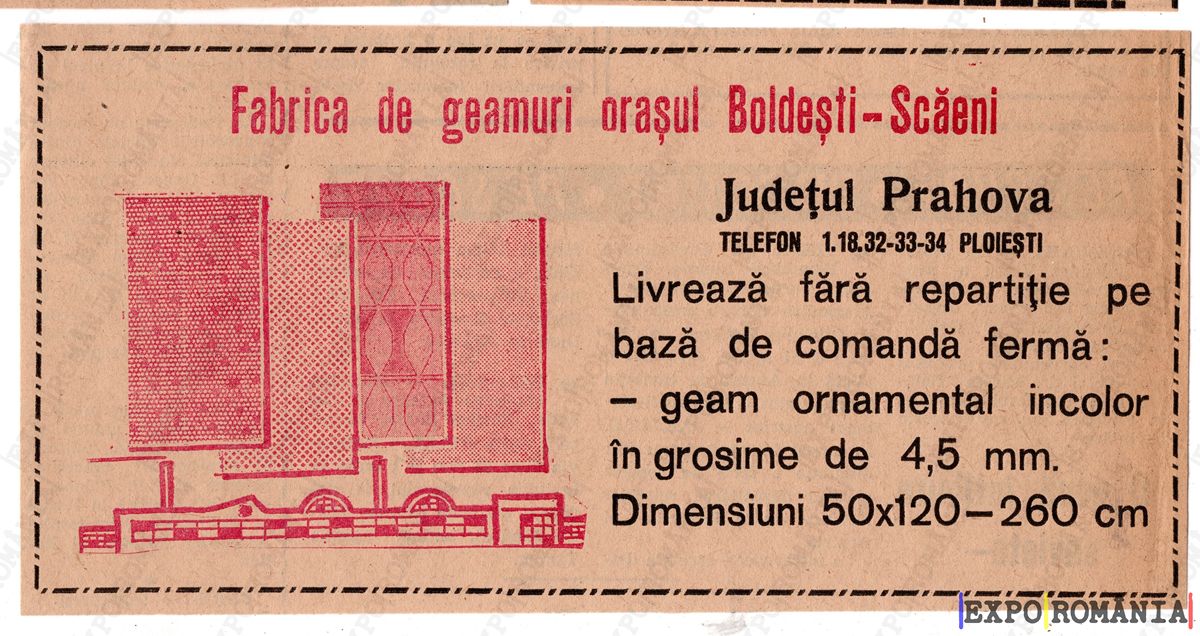 Fabrica de geamuri orașul Boldești-Scăeni
Județul Prahova
TELEFON 1.18.32-33-34 PLOIEȘTI
Livrează fără repartiție pe
bază de comandă fermă:
— geam ornamental incolor
în grosime de 4,5 mm.
Dimensiuni 50x120—260 cm
EXPO ROMÂNIA